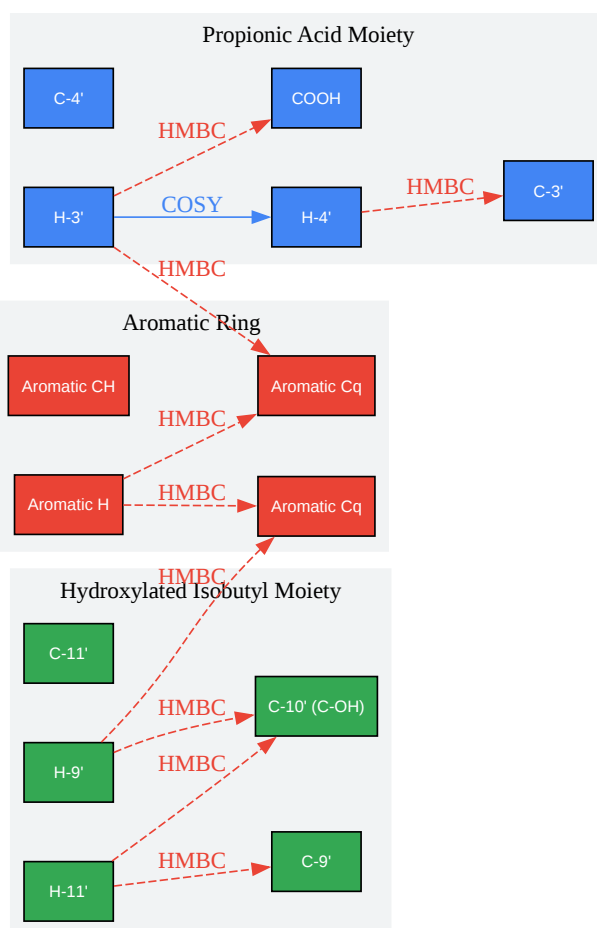 Propionic Acid Moiety
C-4'
COOH
HMBC
HMBC
C-3'
H-3'
COSY
H-4'
HMBC
Aromatic Ring
Aromatic CH
Aromatic Cq
HMBC
Aromatic H
HMBC
Aromatic Cq
HMBC
Hydroxylated Isobutyl Moiety
C-11'
C-10' (C-OH)
HMBC
H-9'
HMBC
C-9'
HMBC
H-11'